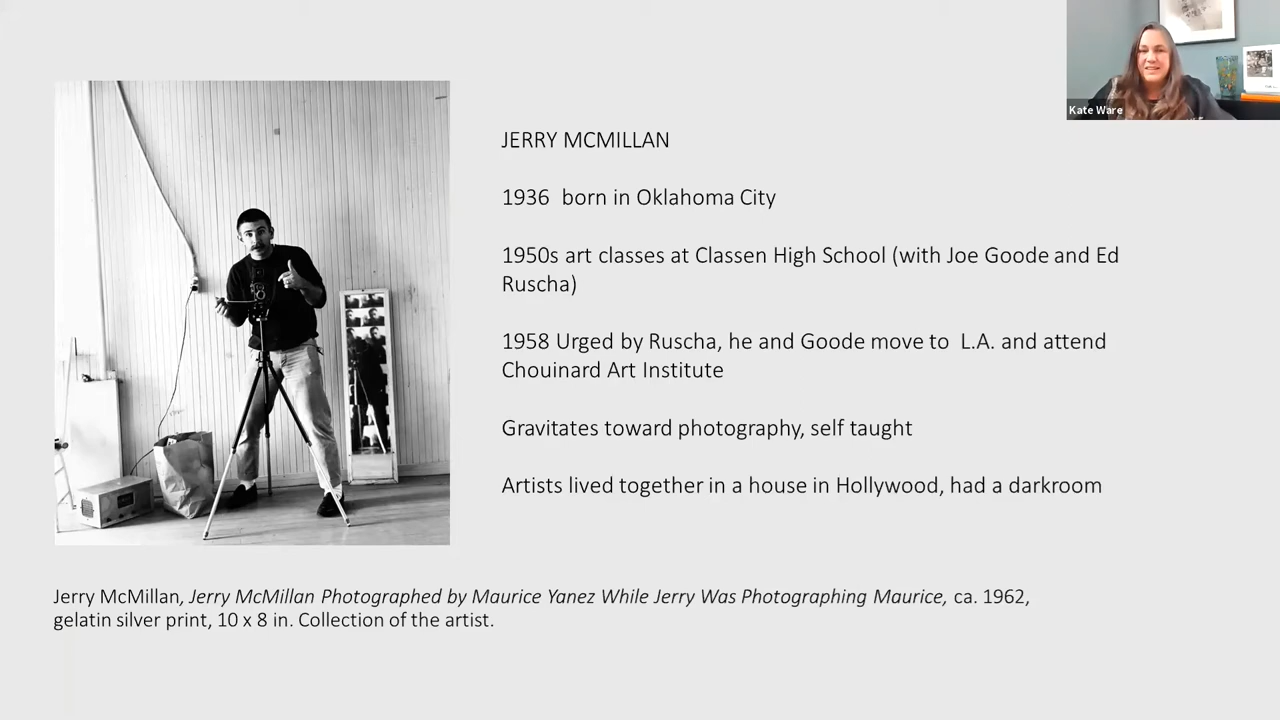 Kate Ware
JERRY MCMILLAN
1936  born in Oklahoma City
1950s art classes at Classen High School (with Joe Goode and Ed
Ruscha)
1958 Urged by Ruscha, he and Goode move to  L.A. and attend
Chouinard Art Institute
Gravitates toward photography, self taught
Artists lived together in a house in Hollywood, had a darkroom
Jerry McMillan, Jerry McMillan Photographed by Maurice Yanez While Jerry Was Photographing Maurice, ca. 1962,
gelatin silver print, 10 x 8 in. Collection of the artist.